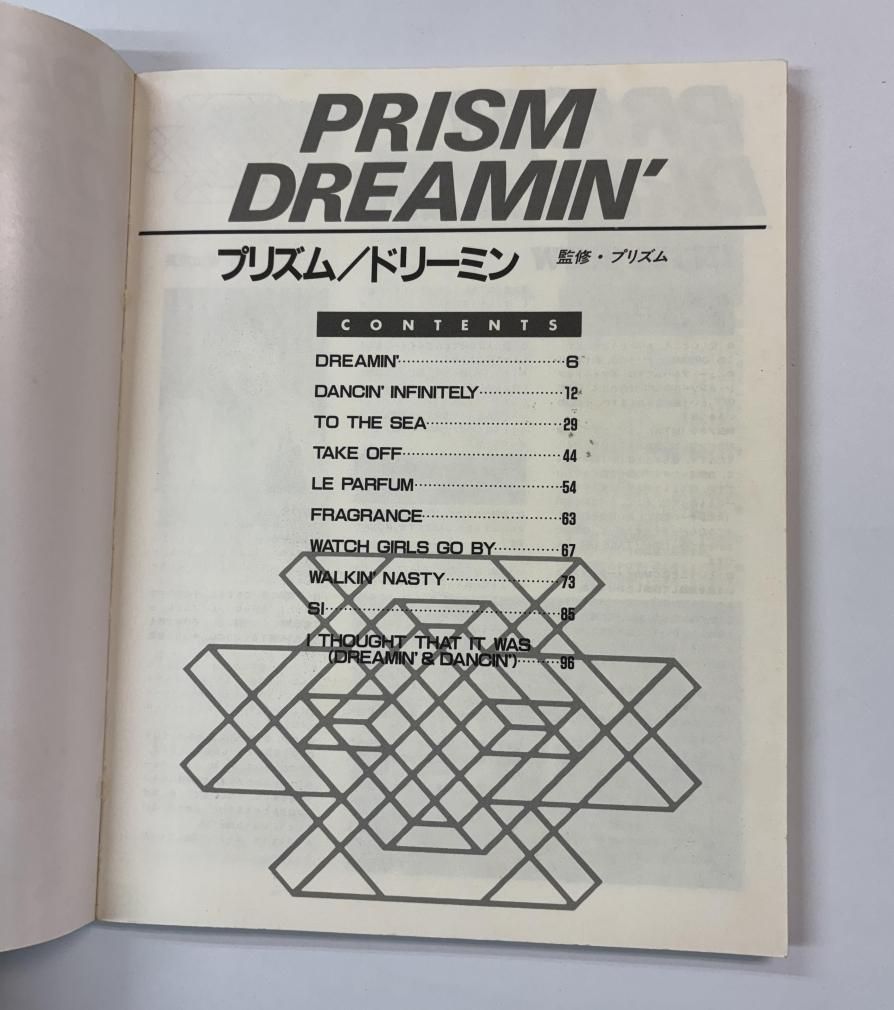 PRISM
DREAMIN'
プリズム／ドリーミン 監修・プリズム
CONTENTS
DREAMIN'························6
DANCIN' INFINITELY············12
TO THE SEA····················29
TAKE OFF······················44
LE PARFUM·····················54
FRAGRANCE·····················63
WATCH GIRLS GO BY·············67
WALKIN' NASTY·················73
SI····························85
I THOUGHT THAT IT WAS
(DREAMIN' & DANCIN')·········96